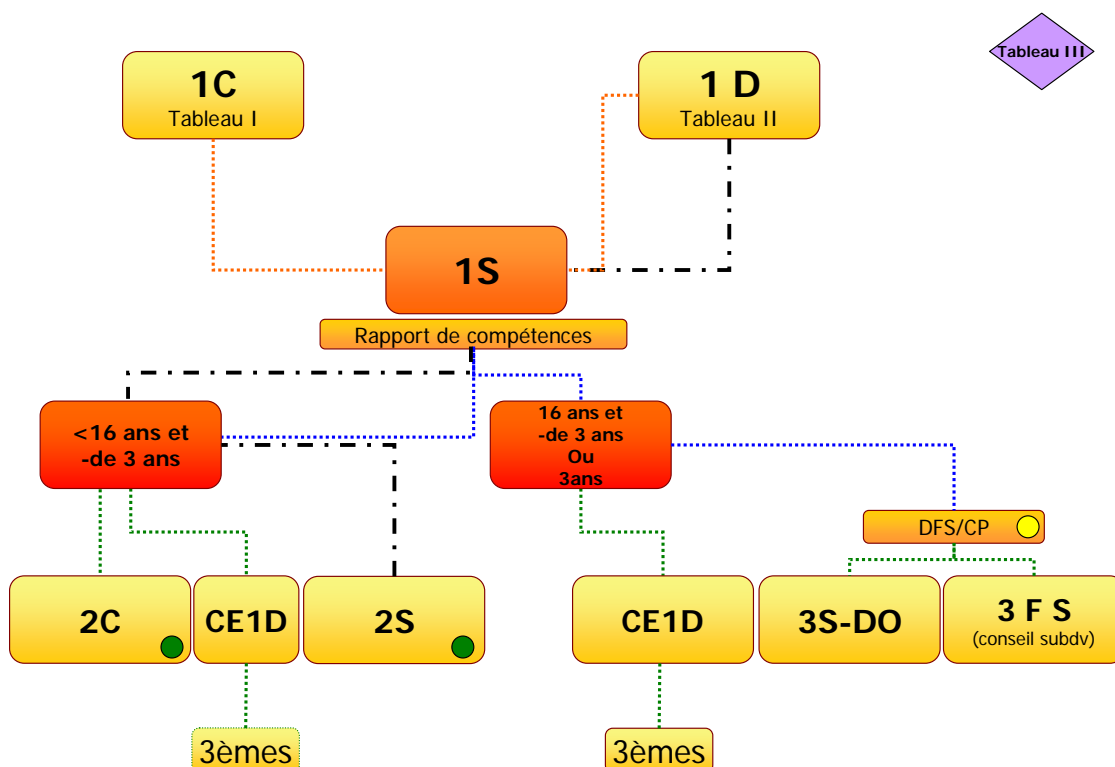 Tableau III
1C
Tableau I
1 D
Tableau II
1S
Rapport de compétences
<16 ans et
-de 3 ans
16 ans et
-de 3 ans
Ou
3ans
DFS/CP
2C
CE1D
2S
CE1D
3S-DO
3 F S
(conseil subdv)
3èmes
3èmes